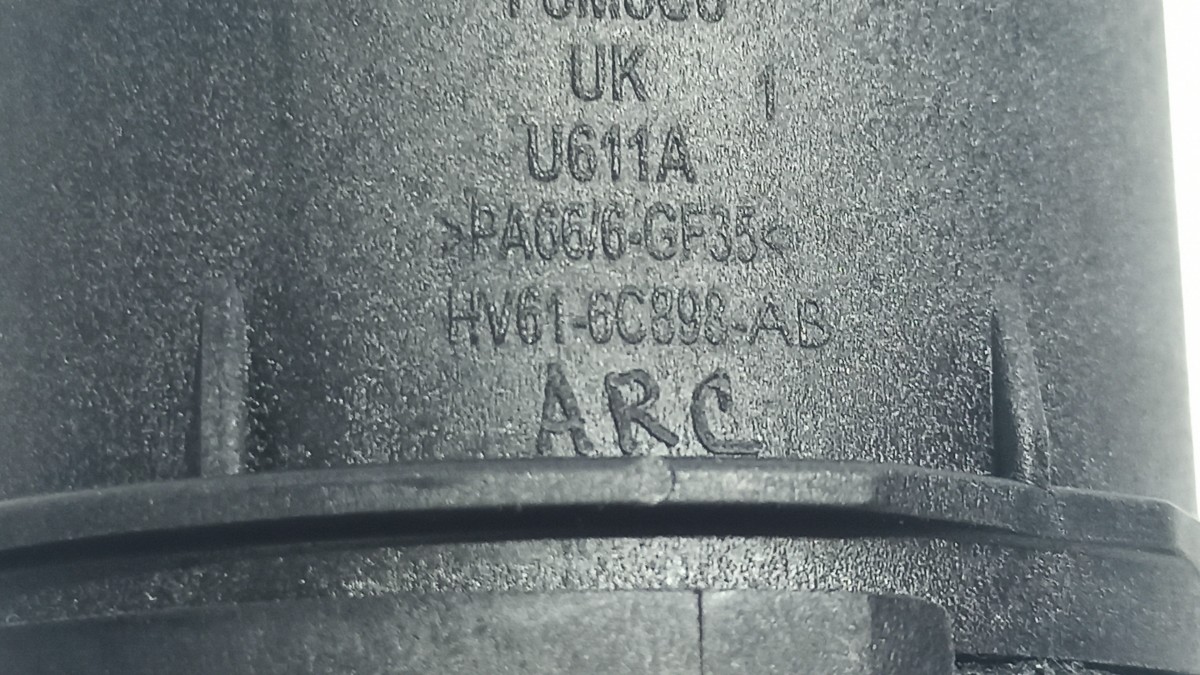 UK
1
U611A
>PA66/6-GF35<
HV61-6C898-AB
ARC